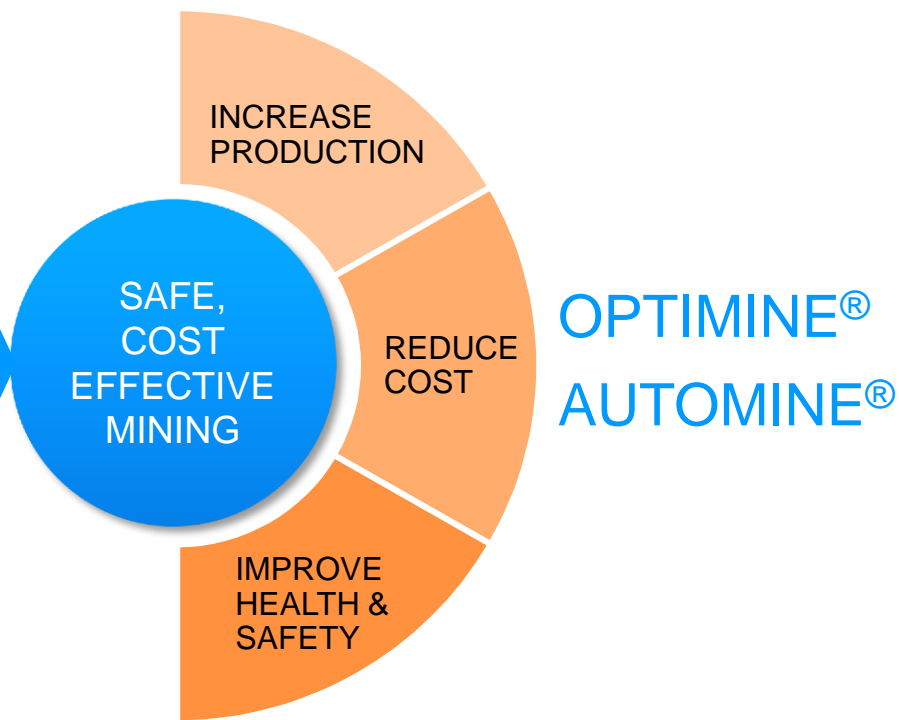 INCREASE
PRODUCTION
SAFE,
COST
EFFECTIVE
MINING
REDUCE
COST
OPTIMINE®
AUTOMINE®
IMPROVE
HEALTH &
SAFETY